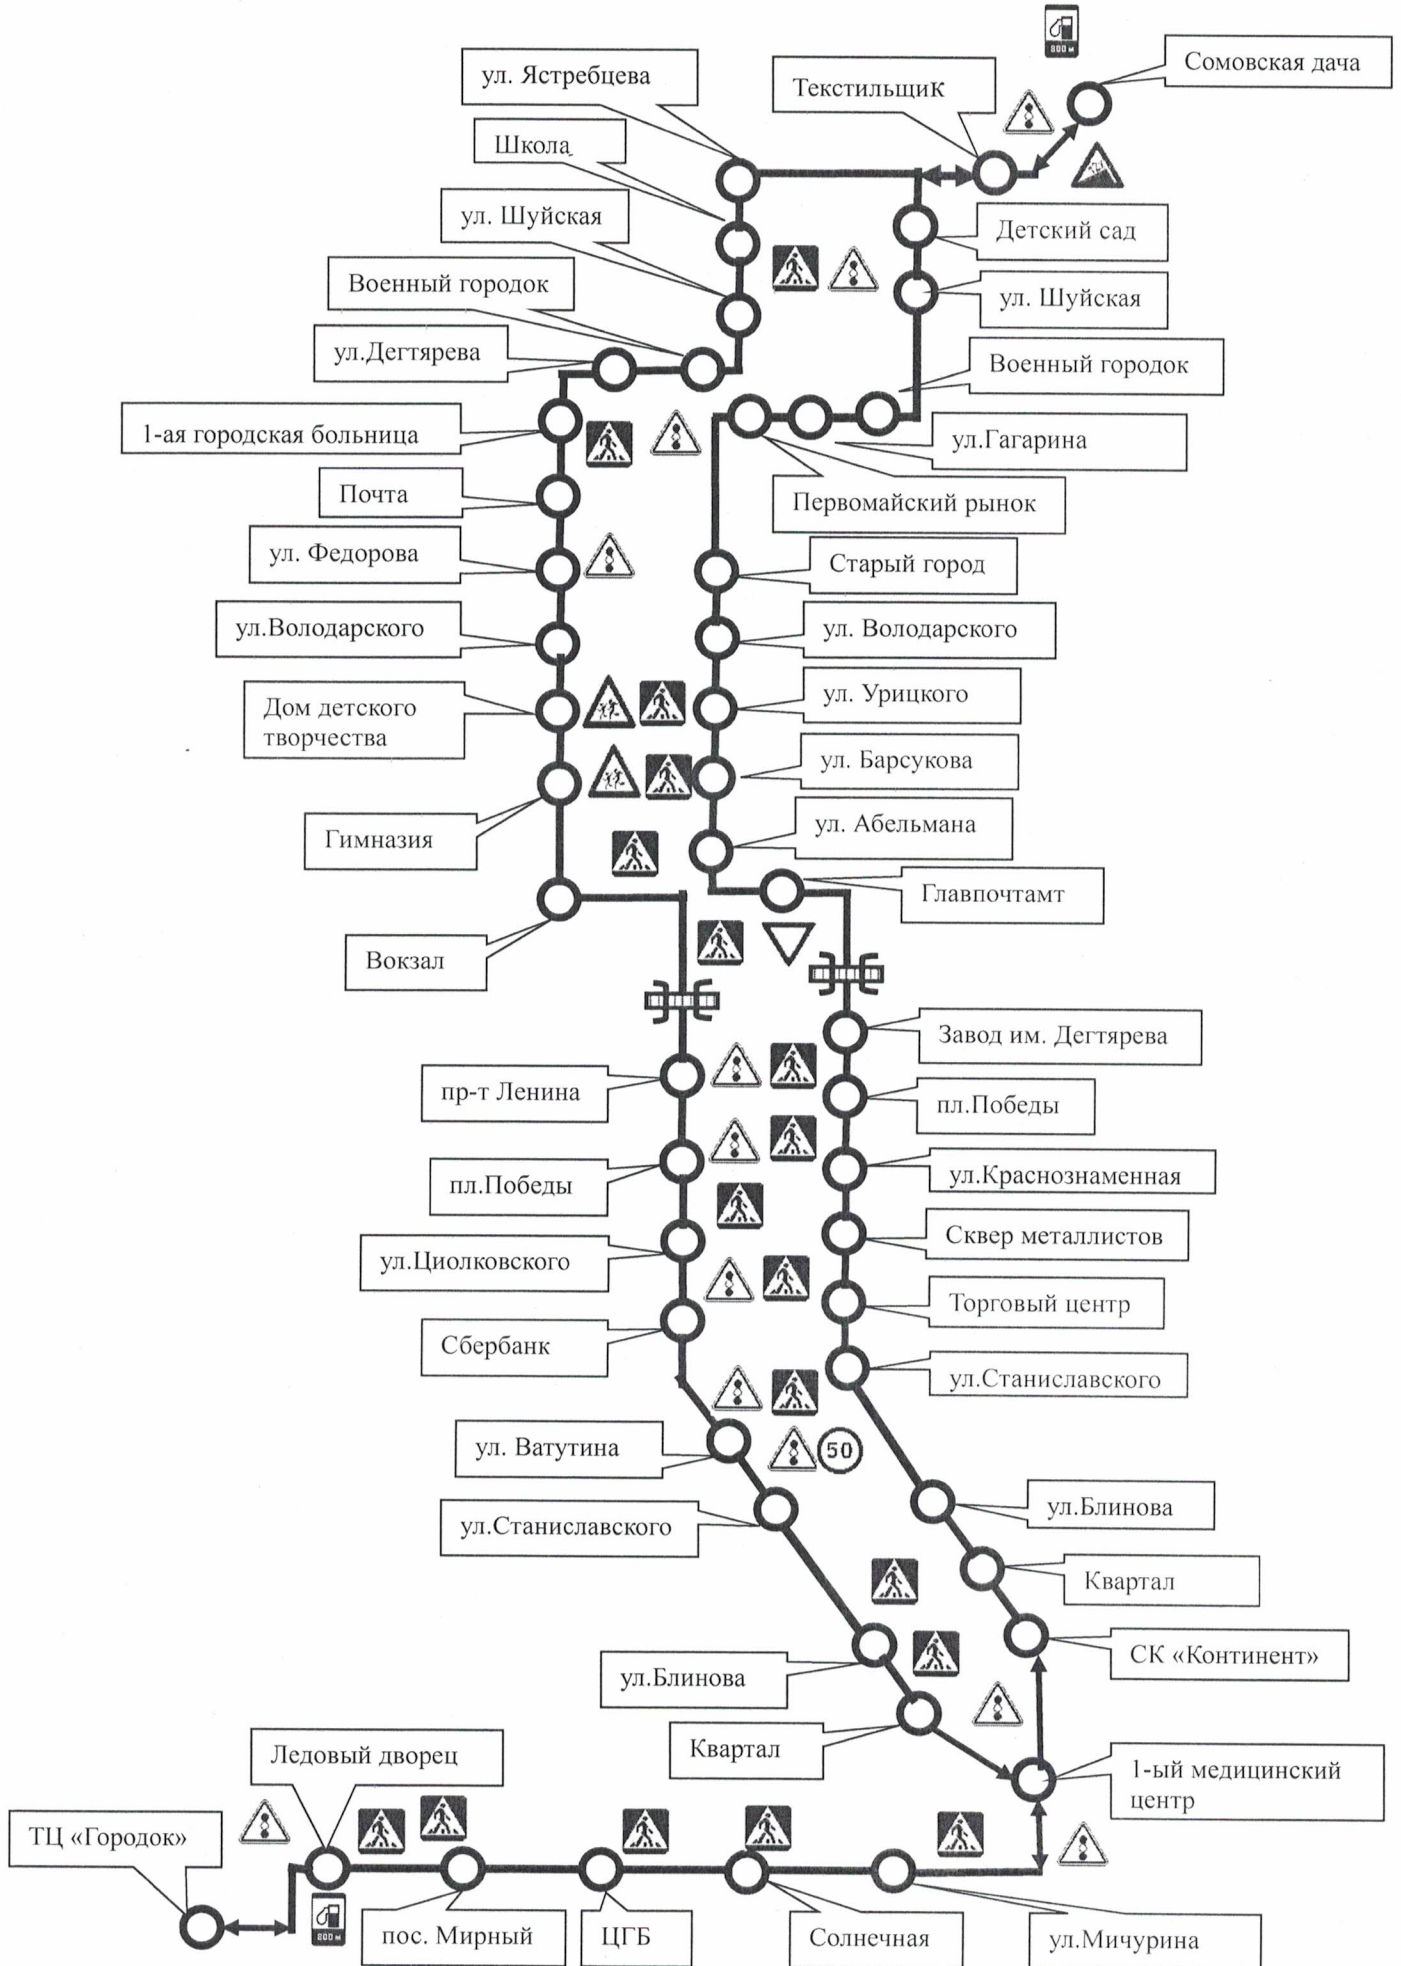 800 м
Сомовская дача
ул. Ястребцева
ТекстильщиК
Школа
ул. Шуйская
Детский сад
Военный городок
ул. Шуйская
ул.Дегтярева
Военный городок
1-ая городская больница
ул.Гагарина
Почта
Первомайский рынок
ул. Федорова
Старый город
ул.Володарского
ул. Володарского
Дом детского
творчества
ул. Урицкого
ул. Барсукова
Гимназия
ул. Абельмана
Главпочтамт
Вокзал
Завод им. Дегтярева
пр-т Ленина
пл.Победы
пл.Победы
ул.Краснознаменная
ул.Циолковского
Сквер металлистов
Сбербанк
Торговый центр
ул.Станиславского
ул. Ватутина
50
ул.Станиславского
ул.Блинова
Квартал
ул.Блинова
СК «Континент»
Квартал
Ледовый дворец
1-ый медицинский
центр
ТЦ «Городок»
800 м
пос. Мирный
ЦГБ
Солнечная
ул.Мичурина